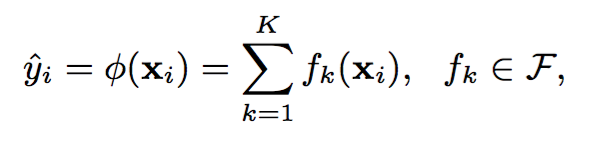 ŷᵢ = ϕ(𝐱ᵢ) = ∑ₖ₌₁ᴷ fₖ(𝐱ᵢ), fₖ ∈ ℱ,